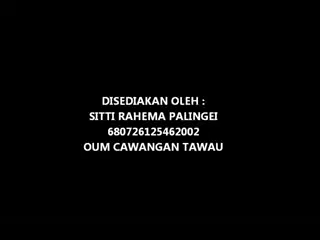 DISEDIAKAN OLEH :
SITTI RAHEMA PALINGEI
680726125462002
OUM CAWANGAN TAWAU